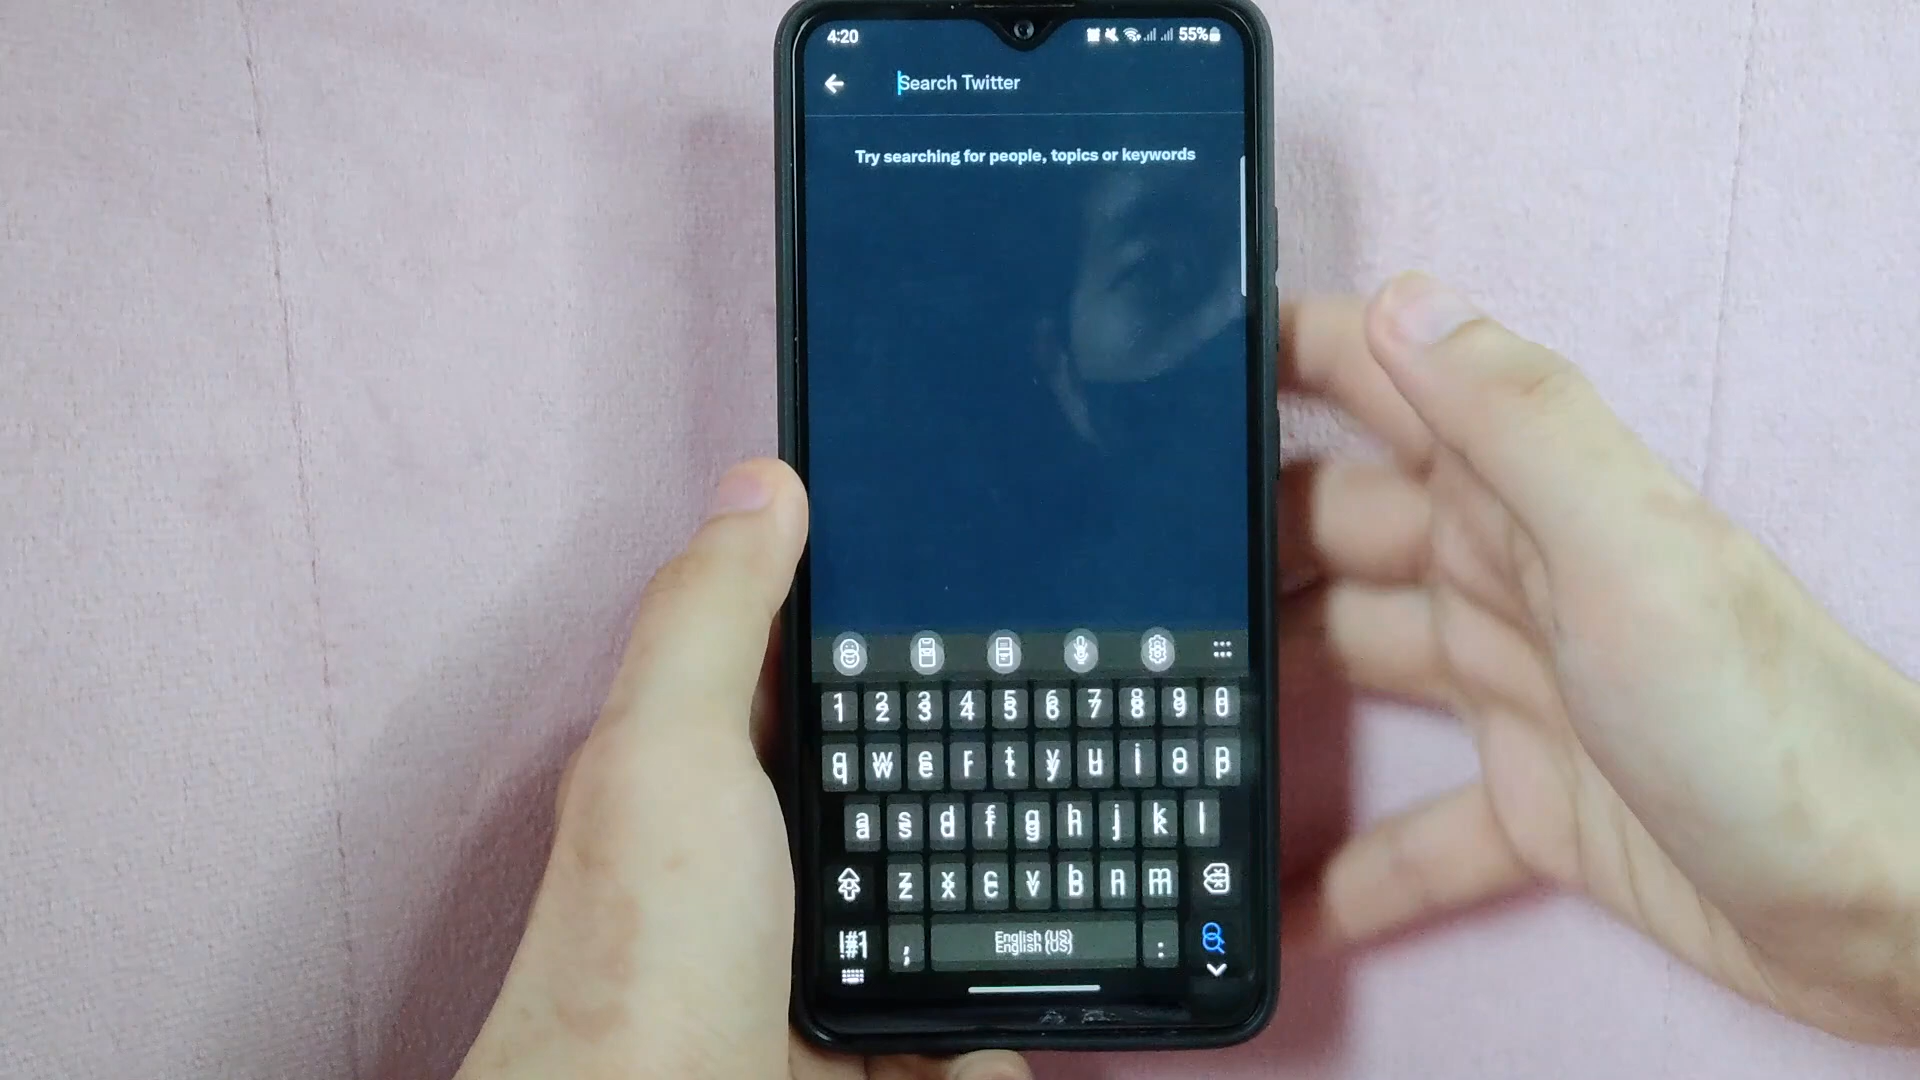 4:20 55%
Search Twitter
Try searching for people, topics or keywords
1 2 3 4 5 6 7 8 9 0
q w e r t y u i o p
a s d f g h j k l
z x c v b n m
!#1 , English (US) .